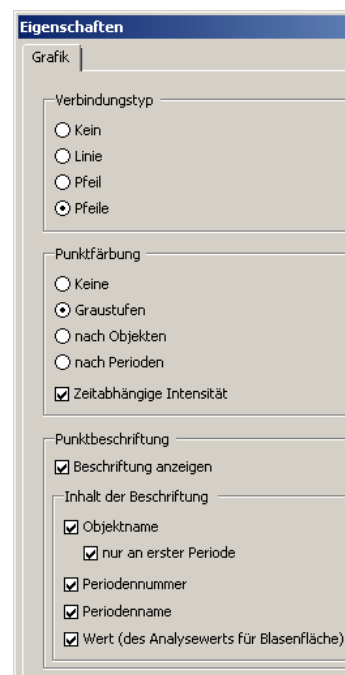 Eigenschaften
Grafik
Verbindungstyp
Kein
Linie
Pfeil
Pfeile
Punktfärbung
Keine
Graustufen
nach Objekten
nach Perioden
Zeitabhängige Intensität
Punktbeschriftung
Beschriftung anzeigen
Inhalt der Beschriftung
Objektname
nur an erster Periode
Periodennummer
Periodenname
Wert (des Analysewerts für Blasenfläche)